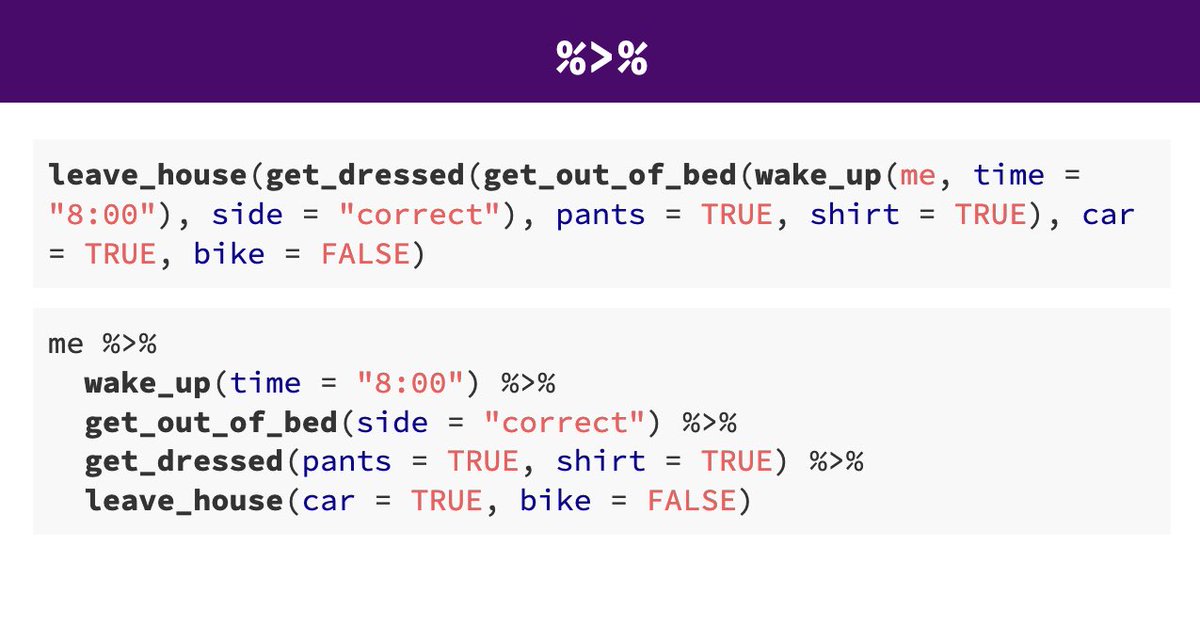 %>%
leave_house(get_dressed(get_out_of_bed(wake_up(me, time =
"8:00"), side = "correct"), pants = TRUE, shirt = TRUE), car
= TRUE, bike = FALSE)
me %>%
  wake_up(time = "8:00") %>%
  get_out_of_bed(side = "correct") %>%
  get_dressed(pants = TRUE, shirt = TRUE) %>%
  leave_house(car = TRUE, bike = FALSE)